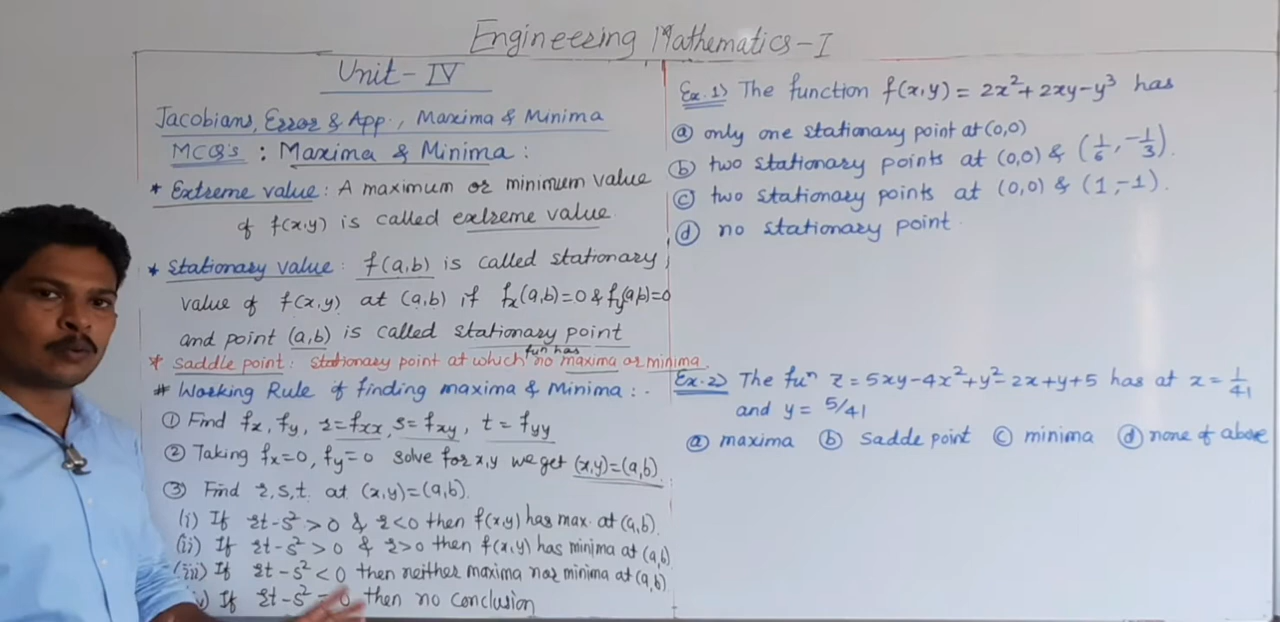 Engineering Mathematics-I
Unit-IV
Jacobians, Error & App., Maxima & Minima
MCQ's : Maxima & Minima :
* Extreme value : A maximum or minimum value
of f(x,y) is called extreme value
* Stationary value : f(a,b) is called stationary
value of f(x,y) at (a,b) if fx(a,b)=0 & fy(a,b)=0
and point (a,b) is called stationary point
* Saddle point : Stationary point at which fun has no maxima or minima.
# Working Rule of finding maxima & Minima :-
① Find fx, fy, r=fxx, s=fxy, t=fyy
② Taking fx=0, fy=0 solve for x,y we get (x,y)=(a,b)
③ Find r,s,t at (x,y)=(a,b).
(i) If rt-s²>0 & r<0 then f(x,y) has max. at (a,b).
(ii) If rt-s²>0 & r>0 then f(x,y) has minima at (a,b)
(iii) If rt-s²<0 then neither maxima nor minima at (a,b)
) If rt-s²=0 then no conclusion
Ex.1) The function f(x,y) = 2x²+2xy-y³ has
ⓐ only one stationary point at (0,0)
ⓑ two stationary points at (0,0) & (1/6, -1/3).
ⓒ two stationary points at (0,0) & (1,-1).
ⓓ no stationary point
Ex.2) The fuⁿ z=5xy-4x²+y²-2x+y+5 has at x=1/41
and y= 5/41
ⓐ maxima ⓑ sadde point ⓒ minima ⓓ none of above